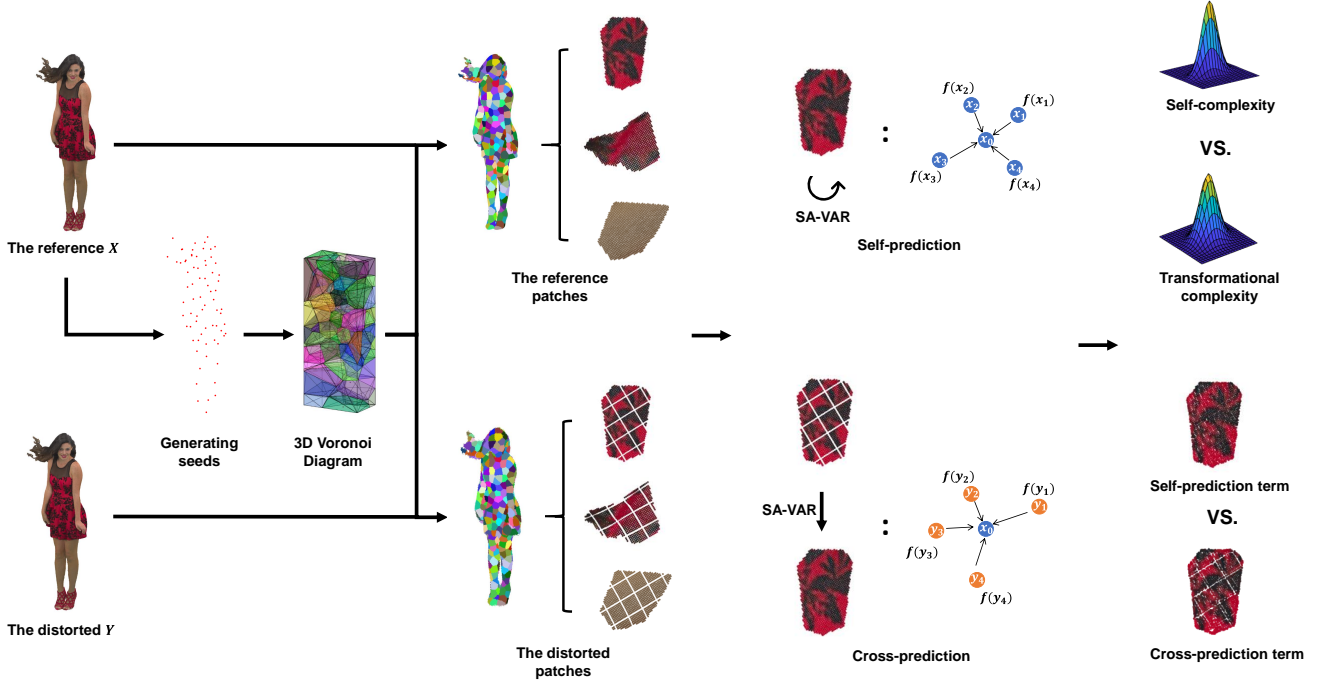 The reference X
Generating
seeds
3D Voronoi
Diagram
The distorted Y
The reference
patches
The distorted
patches
f(x₂)
f(x₁)
x₂
x₁
x₀
x₃
x₄
f(x₃)
f(x₄)
:
SA-VAR
Self-prediction
f(y₂)
f(y₁)
y₂
y₁
SA-VAR
:
y₃
x₀
f(y₃)
y₄
f(y₄)
Cross-prediction
Self-complexity
VS.
Transformational
complexity
Self-prediction term
VS.
Cross-prediction term